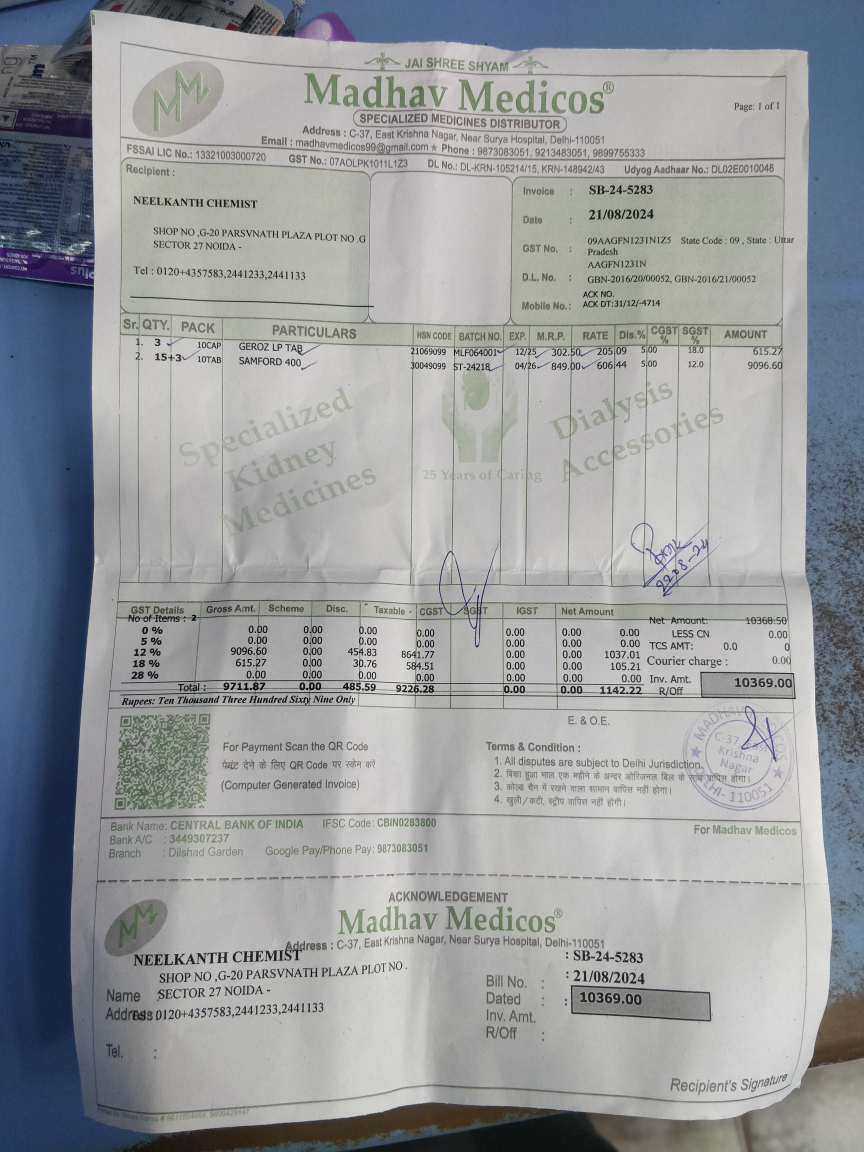 JAI SHREE SHYAM
MM
Madhav Medicos®
SPECIALIZED MEDICINES DISTRIBUTOR
Page: 1 of 1
Address : C-37, East Krishna Nagar, Near Surya Hospital, Delhi-110051
Email : madhavmedicos99@gmail.com ★ Phone : 9873083051, 9213483051, 9899755333
FSSAI LIC No.: 13321003000720 GST No.: 07AOLPK1011L1Z3 DL No.: DL-KRN-105214/15, KRN-148942/43 Udyog Aadhaar No.: DL02E0010048
Recipient :
NEELKANTH CHEMIST
SHOP NO ,G-20 PARSVNATH PLAZA PLOT NO .G
SECTOR 27 NOIDA -
Tel : 0120+4357583,2441233,2441133
Invoice : SB-24-5283
Date : 21/08/2024
GST No. : 09AAGFN1231N1Z5 State Code : 09 , State : Uttar
Pradesh
AAGFN1231N
D.L. No. : GBN-2016/20/00052, GBN-2016/21/00052
ACK NO.
Mobile No.: ACK DT:31/12/-4714
Sr. QTY. PACK PARTICULARS HSN CODE BATCH NO. EXP. M.R.P. RATE Dis.% CGST % SGST % AMOUNT
1. 3 10CAP GEROZ LP TAB 21069099 MLF064001 12/25 302.50 205.09 5.00 18.0 615.27
2. 15+3 10TAB SAMFORD 400 30049099 ST-24218 04/26 849.00 606.44 5.00 12.0 9096.60
Specialized
Kidney
Medicines
25 Years of Caring
Dialysis
Accessories
GST Details Gross Amt. Scheme Disc. Taxable CGST SGST IGST Net Amount
No of Items : 2
0 % 0.00 0.00 0.00 0.00 0.00 0.00
5 % 0.00 0.00 0.00 0.00 0.00 0.00
12 % 9096.60 0.00 454.83 8641.77 0.00 1037.01
18 % 615.27 0.00 30.76 584.51 0.00 105.21
28 % 0.00 0.00 0.00 0.00 0.00 0.00
Total : 9711.87 0.00 485.59 9226.28 0.00 1142.22
Net Amount: 10368.50
LESS CN 0.00
TCS AMT: 0.0 0
Courier charge : 0.00
Inv. Amt. 10369.00
R/Off
Rupees: Ten Thousand Three Hundred Sixty Nine Only
E. & O.E.
For Payment Scan the QR Code
पेमेंट देने के लिए QR Code पर स्केन करे
(Computer Generated Invoice)
Terms & Condition :
1. All disputes are subject to Delhi Jurisdiction.
2. बिका हुआ माल एक महीने के अन्दर ओरिजनल बिल के साथ वापिस होगा।
3. कोल्ड चैन में रखने वाला सामान वापिस नहीं होगा।
4. खुली/कटी, स्ट्रीप वापिस नहीं होगी।
C-37, East
Krishna
Nagar
DELHI- 110051
Bank Name: CENTRAL BANK OF INDIA IFSC Code: CBIN0283800
Bank A/C : 3449307237
Branch : Dilshad Garden Google Pay/Phone Pay: 9873083051
For Madhav Medicos
ACKNOWLEDGEMENT
MM
Madhav Medicos®
Address : C-37, East Krishna Nagar, Near Surya Hospital, Delhi-110051
NEELKANTH CHEMIST
SHOP NO ,G-20 PARSVNATH PLAZA PLOT NO .
Name : SECTOR 27 NOIDA -
Address : 0120+4357583,2441233,2441133
Tel. :
: SB-24-5283
Bill No. : : 21/08/2024
Dated : : 10369.00
Inv. Amt.
R/Off :
Recipient's Signature